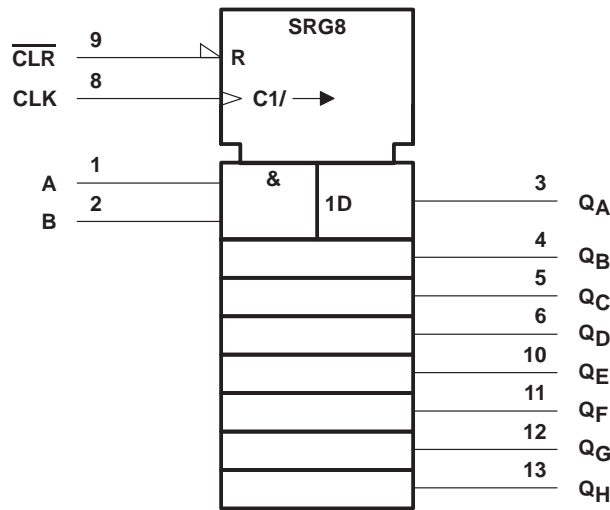 SRG8
CLR 9 R
CLK 8 C1/
A 1 & 1D 3 QA
B 2
4 QB
5 QC
6 QD
10 QE
11 QF
12 QG
13 QH